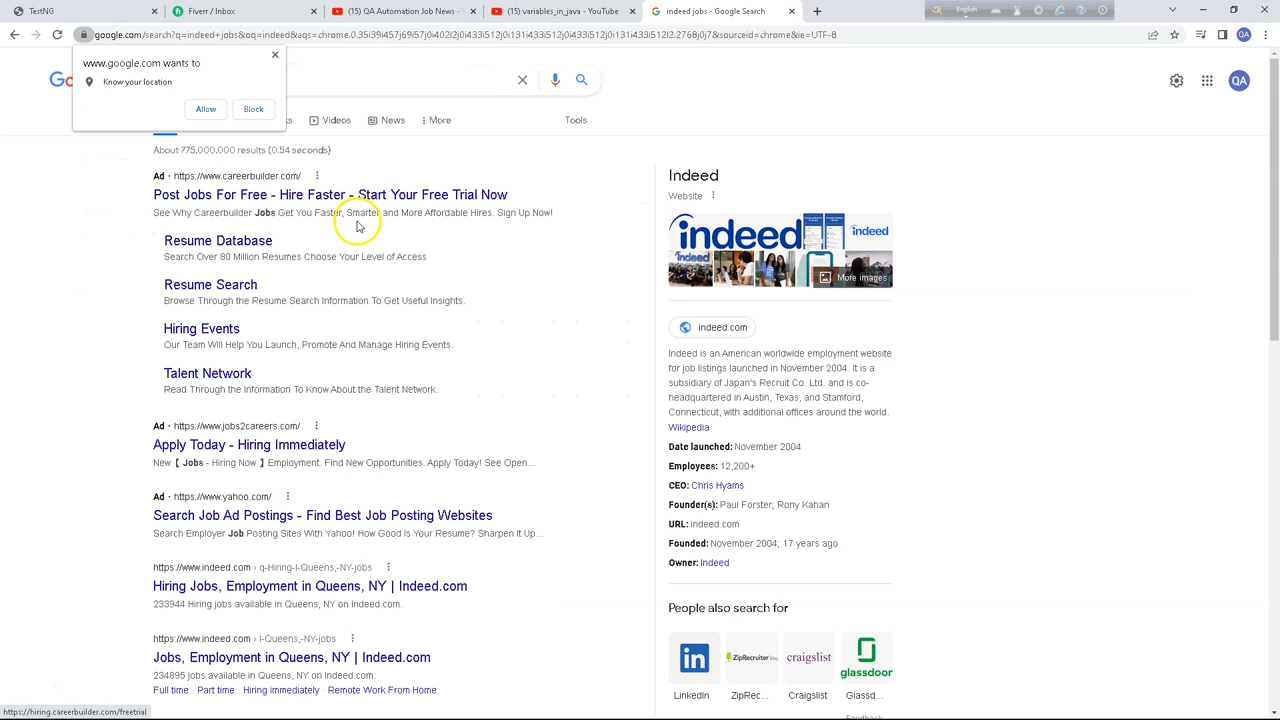 TestNG
Fiverr / Inbox
(15) QA Automation Job News -
(15) variables_in_java - YouTube
indeed jobs - Google Search
English
google.com/search?q=indeed+jobs&oq=indeed&aqs=chrome.0.35i39i457j69i57j0i402l2j0i433i512j0i131i433i512j0i433i512j0i131i433i512l2.2768j0j7&sourceid=chrome&ie=UTF-8
QA
www.google.com wants to
Know your location
Allow
Block
Go
QA
Videos
News
More
Tools
About 775,000,000 results (0.54 seconds)
Ad · https://www.careerbuilder.com/
Post Jobs For Free - Hire Faster - Start Your Free Trial Now
See Why Careerbuilder Jobs Get You Faster, Smarter and More Affordable Hires. Sign Up Now!
Resume Database
Search Over 80 Million Resumes Choose Your Level of Access
Resume Search
Browse Through the Resume Search Information To Get Useful Insights.
Hiring Events
Our Team Will Help You Launch, Promote And Manage Hiring Events.
Talent Network
Read Through the Information To Know About the Talent Network.
Ad · https://www.jobs2careers.com/
Apply Today - Hiring Immediately
New 【 Jobs - Hiring Now 】Employment. Find New Opportunities. Apply Today! See Open...
Ad · https://www.yahoo.com/
Search Job Ad Postings - Find Best Job Posting Websites
Search Employer Job Posting Sites With Yahoo! How Good Is Your Resume? Sharpen It Up...
https://www.indeed.com › q-Hiring-l-Queens,-NY-jobs
Hiring Jobs, Employment in Queens, NY | Indeed.com
233944 Hiring jobs available in Queens, NY on Indeed.com.
https://www.indeed.com › l-Queens,-NY-jobs
Jobs, Employment in Queens, NY | Indeed.com
234895 jobs available in Queens, NY on Indeed.com.
Full time · Part time · Hiring immediately · Remote Work From Home
https://hiring.careerbuilder.com/freetrial
Indeed
Website
indeed
indeed
indeed
More images
indeed.com
Indeed is an American worldwide employment website
for job listings launched in November 2004. It is a
subsidiary of Japan's Recruit Co. Ltd. and is co-
headquartered in Austin, Texas, and Stamford,
Connecticut, with additional offices around the world.
Wikipedia
Date launched: November 2004
Employees: 12,200+
CEO: Chris Hyams
Founder(s): Paul Forster; Rony Kahan
URL: indeed.com
Founded: November 2004; 17 years ago
Owner: Indeed
People also search for
in
ZipRecruiter
craigslist
glassdoor
LinkedIn
ZipRec...
Craigslist
Glassd...
Feedback